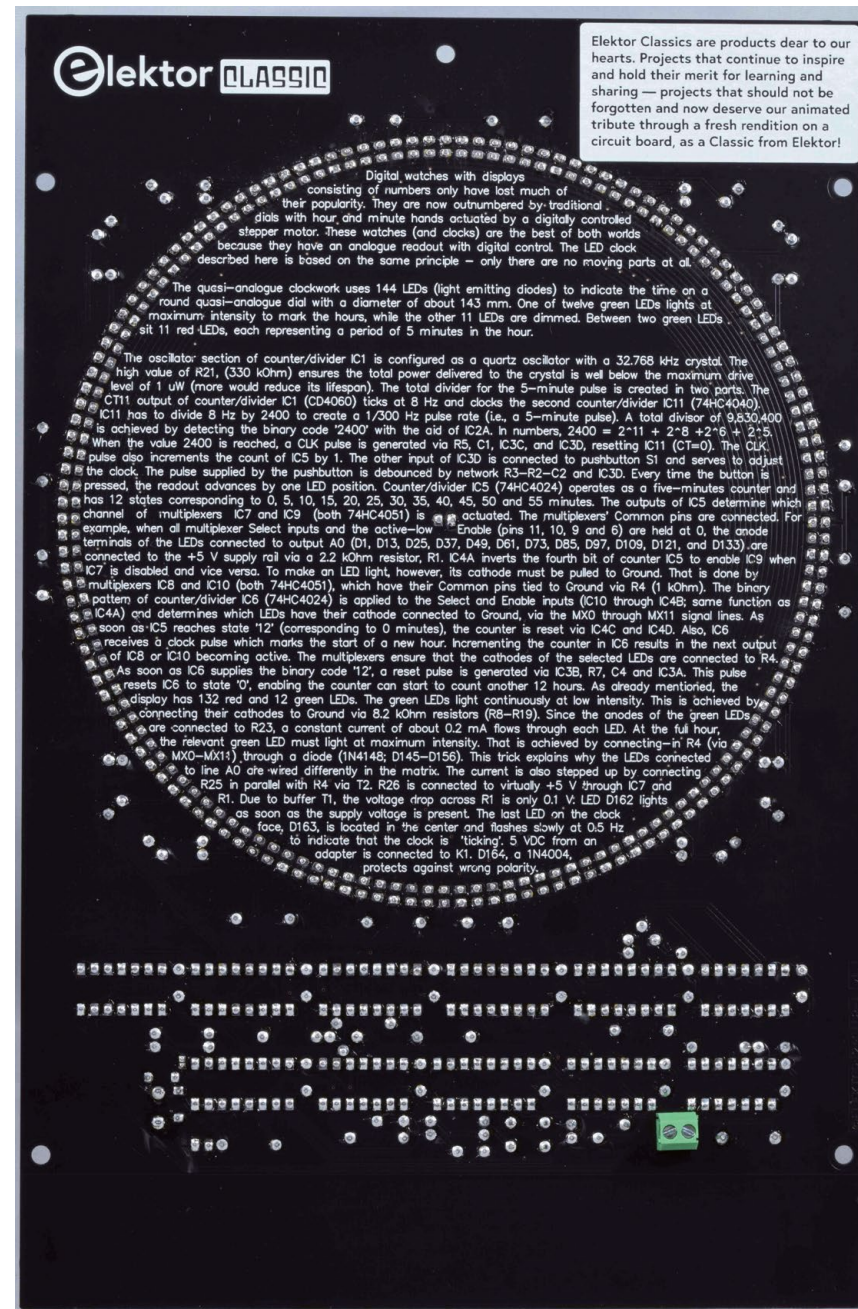 elektor CLASSIC
Elektor Classics are products dear to our
hearts. Projects that continue to inspire
and hold their merit for learning and
sharing — projects that should not be
forgotten and now deserve our animated
tribute through a fresh rendition on a
circuit board, as a Classic from Elektor!
Digital watches with displays
consisting of numbers only have lost much of
their popularity. They are now outnumbered by traditional
dials with hour and minute hands actuated by a digitally controlled
stepper motor. These watches (and clocks) are the best of both worlds
because they have an analogue readout with digital control. The LED clock
described here is based on the same principle – only there are no moving parts at all.
The quasi-analogue clockwork uses 144 LEDs (light emitting diodes) to indicate the time on a
round quasi-analogue dial with a diameter of about 143 mm. One of twelve green LEDs lights at
maximum intensity to mark the hours, while the other 11 LEDs are dimmed. Between two green LEDs
sit 11 red LEDs, each representing a period of 5 minutes in the hour.
The oscillator section of counter/divider IC1 is configured as a quartz oscillator with a 32.768 kHz crystal. The
high value of R21, (330 kOhm) ensures the total power delivered to the crystal is well below the maximum drive
level of 1 uW (more would reduce its lifespan). The total divider for the 5-minute pulse is created in two parts. The
CT11 output of counter/divider IC1 (CD4060) ticks at 8 Hz and clocks the second counter/divider IC11 (74HC4040).
IC11 has to divide 8 Hz by 2400 to create a 1/300 Hz pulse rate (i.e., a 5-minute pulse). A total divisor of 9,830,400
is achieved by detecting the binary code '2400' with the aid of IC2A. In numbers, 2400 = 2^11 + 2^8 +2^6 + 2^5.
When the value 2400 is reached, a CLK pulse is generated via R5, C1, IC3C, and IC3D, resetting IC11 (CT=0). The CLK
pulse also increments the count of IC5 by 1. The other input of IC3D is connected to pushbutton S1 and serves to adjust
the clock. The pulse supplied by the pushbutton is debounced by network R3-R2-C2 and IC3D. Every time the button is
pressed, the readout advances by one LED position. Counter/divider IC5 (74HC4024) operates as a five-minutes counter and
has 12 states corresponding to 0, 5, 10, 15, 20, 25, 30, 35, 40, 45, 50 and 55 minutes. The outputs of IC5 determine which
channel of multiplexers IC7 and IC9 (both 74HC4051) is actuated. The multiplexers' Common pins are connected. For
example, when all multiplexer Select inputs and the active-low Enable (pins 11, 10, 9 and 6) are held at 0, the anode
terminals of the LEDs connected to output A0 (D1, D13, D25, D37, D49, D61, D73, D85, D97, D109, D121, and D133) are
connected to the +5 V supply rail via a 2.2 kOhm resistor, R1. IC4A inverts the fourth bit of counter IC5 to enable IC9 when
IC7 is disabled and vice versa. To make an LED light, however, its cathode must be pulled to Ground. That is done by
multiplexers IC8 and IC10 (both 74HC4051), which have their Common pins tied to Ground via R4 (1 kOhm). The binary
pattern of counter/divider IC6 (74HC4024) is applied to the Select and Enable inputs (IC10 through IC4B; same function as
IC4A) and determines which LEDs have their cathode connected to Ground, via the MX0 through MX11 signal lines. As
soon as IC5 reaches state '12' (corresponding to 0 minutes), the counter is reset via IC4C and IC4D. Also, IC6
receives a clock pulse which marks the start of a new hour. Incrementing the counter in IC6 results in the next output
of IC8 or IC10 becoming active. The multiplexers ensure that the cathodes of the selected LEDs are connected to R4.
As soon as IC6 supplies the binary code '12', a reset pulse is generated via IC3B, R7, C4 and IC3A. This pulse
resets IC6 to state '0', enabling the counter can start to count another 12 hours. As already mentioned, the
display has 132 red and 12 green LEDs. The green LEDs light continuously at low intensity. This is achieved by
connecting their cathodes to Ground via 8.2 kOhm resistors (R8-R19). Since the anodes of the green LEDs
are connected to R23, a constant current of about 0.2 mA flows through each LED. At the full hour,
the relevant green LED must light at maximum intensity. That is achieved by connecting-in R4 (via
MX0-MX11) through a diode (1N4148; D145-D156). This trick explains why the LEDs connected
to line A0 are wired differently in the matrix. The current is also stepped up by connecting
R25 in parallel with R4 via T2. R26 is connected to virtually +5 V through IC7 and
R1. Due to buffer T1, the voltage drop across R1 is only 0.1 V. LED D162 lights
as soon as the supply voltage is present. The last LED on the clock
face, D163, is located in the center and flashes slowly at 0.5 Hz
to indicate that the clock is 'ticking'. 5 VDC from an
adapter is connected to K1. D164, a 1N4004,
protects against wrong polarity.